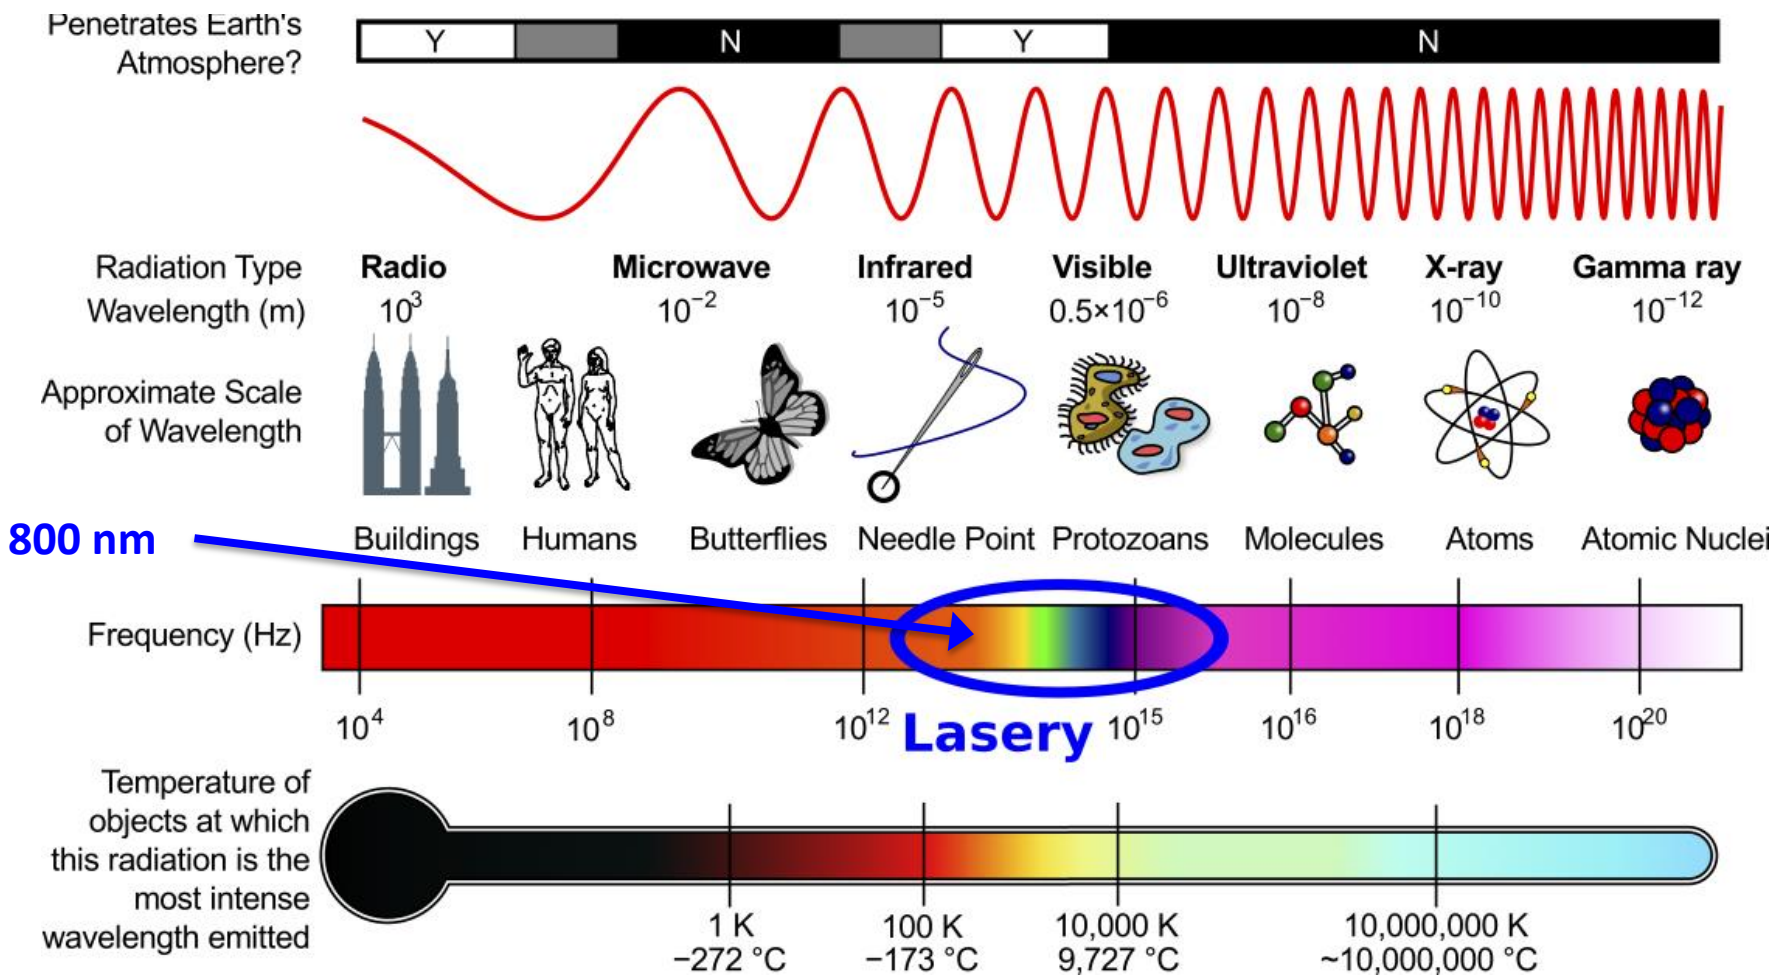 Penetrates Earth's
Atmosphere?
Y N Y N
Radiation Type Radio Microwave Infrared Visible Ultraviolet X-ray Gamma ray
Wavelength (m) 10³ 10⁻² 10⁻⁵ 0.5×10⁻⁶ 10⁻⁸ 10⁻¹⁰ 10⁻¹²
Approximate Scale
of Wavelength
800 nm
Buildings Humans Butterflies Needle Point Protozoans Molecules Atoms Atomic Nuclei
Frequency (Hz)
10⁴ 10⁸ 10¹² Lasery 10¹⁵ 10¹⁶ 10¹⁸ 10²⁰
Temperature of
objects at which
this radiation is the
most intense
wavelength emitted
1 K 100 K 10,000 K 10,000,000 K
−272 °C −173 °C 9,727 °C ~10,000,000 °C